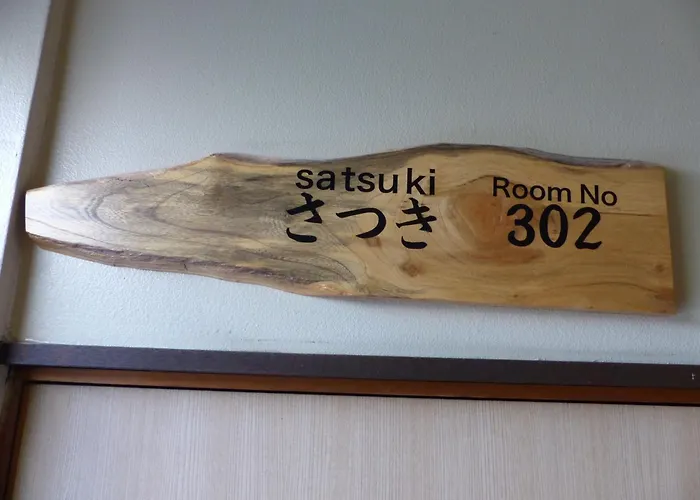 satsuki
さつき
Room No
302